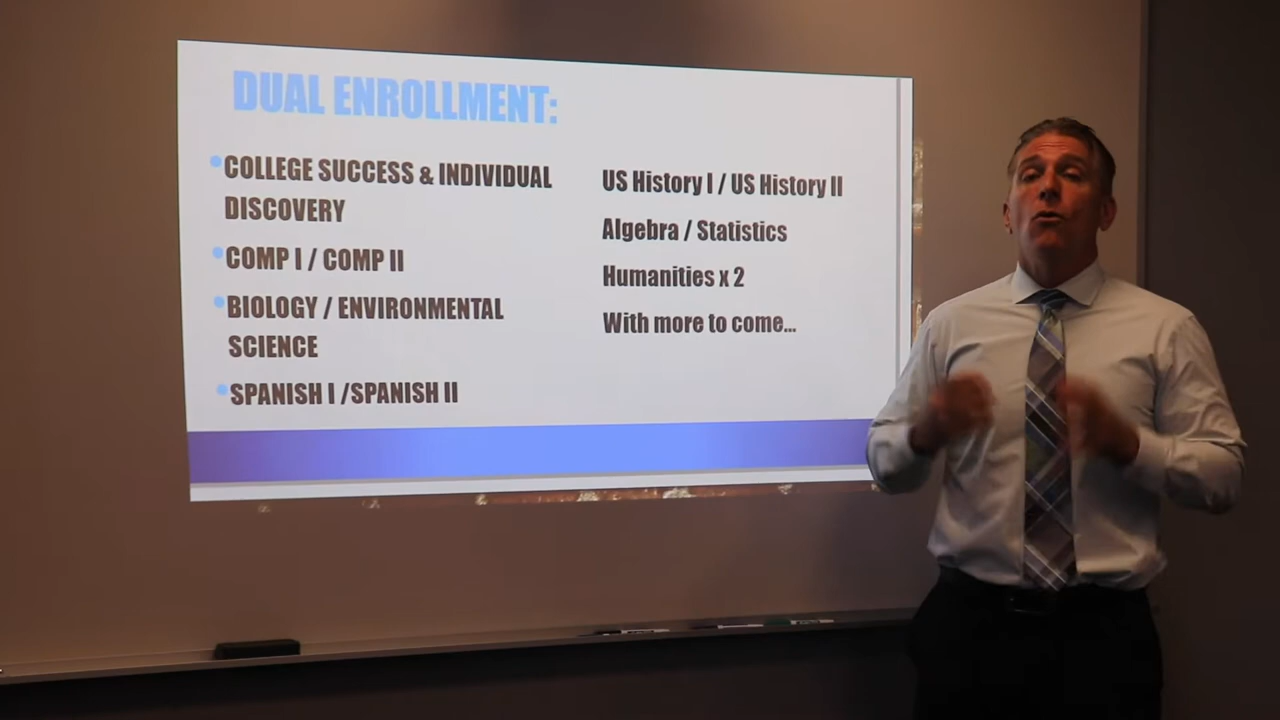 DUAL ENROLLMENT:
•COLLEGE SUCCESS & INDIVIDUAL
DISCOVERY
•COMP I / COMP II
•BIOLOGY / ENVIRONMENTAL
SCIENCE
•SPANISH I /SPANISH II
US History I / US History II
Algebra / Statistics
Humanities x 2
With more to come...